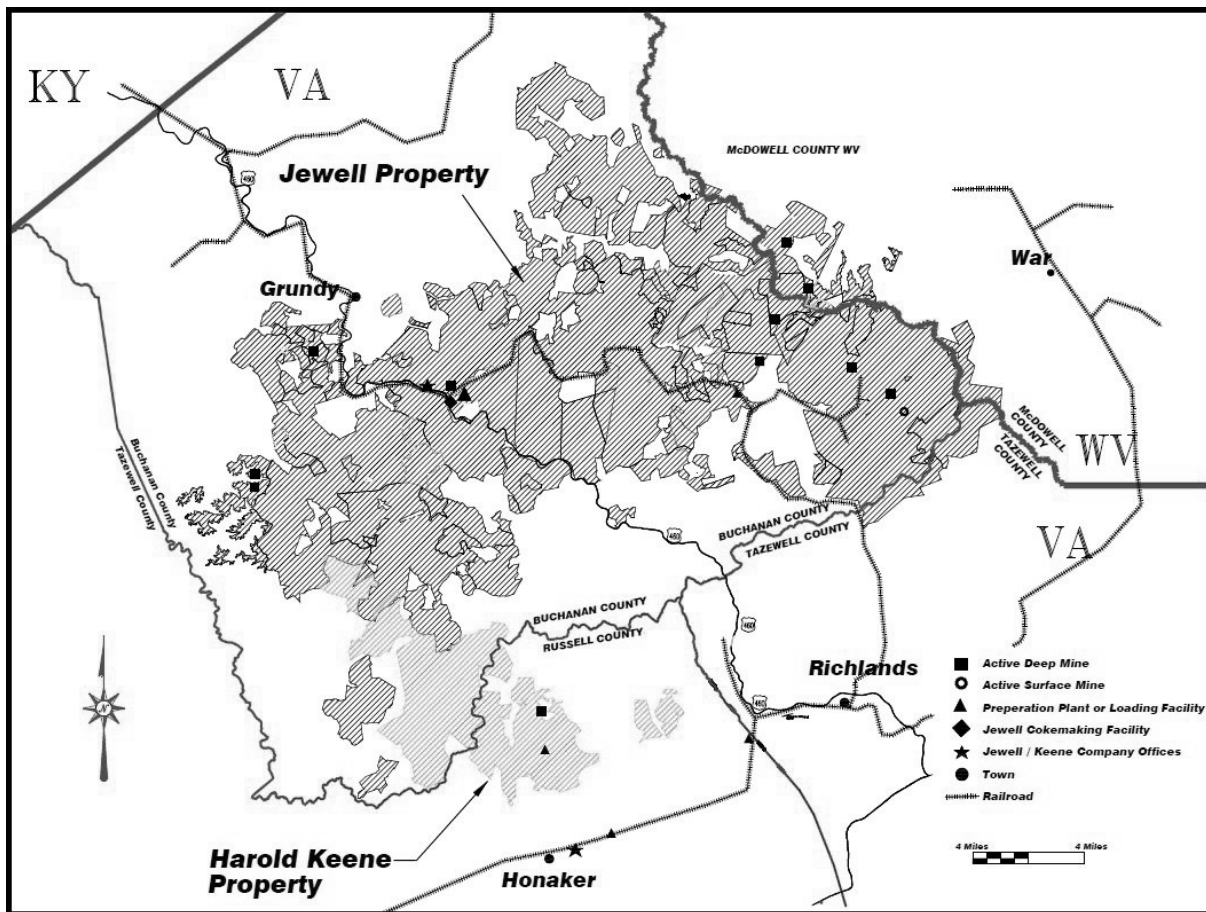 KY
VA
460
Jewell Property
McDOWELL COUNTY WV
War
Grundy
Buchanan County
Tazewell County
McDOWELL
COUNTY
TAZEWELL
COUNTY
WV
VA
BUCHANAN COUNTY
TAZEWELL COUNTY
460
BUCHANAN COUNTY
RUSSELL COUNTY
460
Richlands
460
N
Active Deep Mine
Active Surface Mine
Preperation Plant or Loading Facility
Jewell Cokemaking Facility
Jewell / Keene Company Offices
Town
Railroad
4 Miles 4 Miles
Harold Keene
Property
Honaker